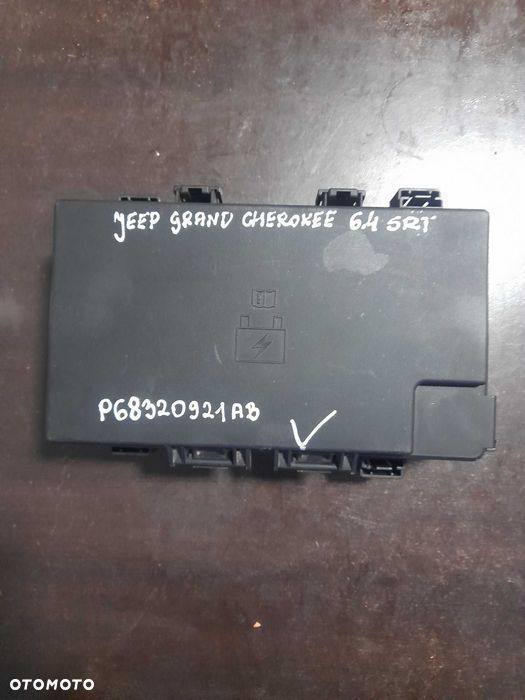 JEEP GRAND CHEROKEE 6.4 SRT
P68320921AB
OTOMOTO